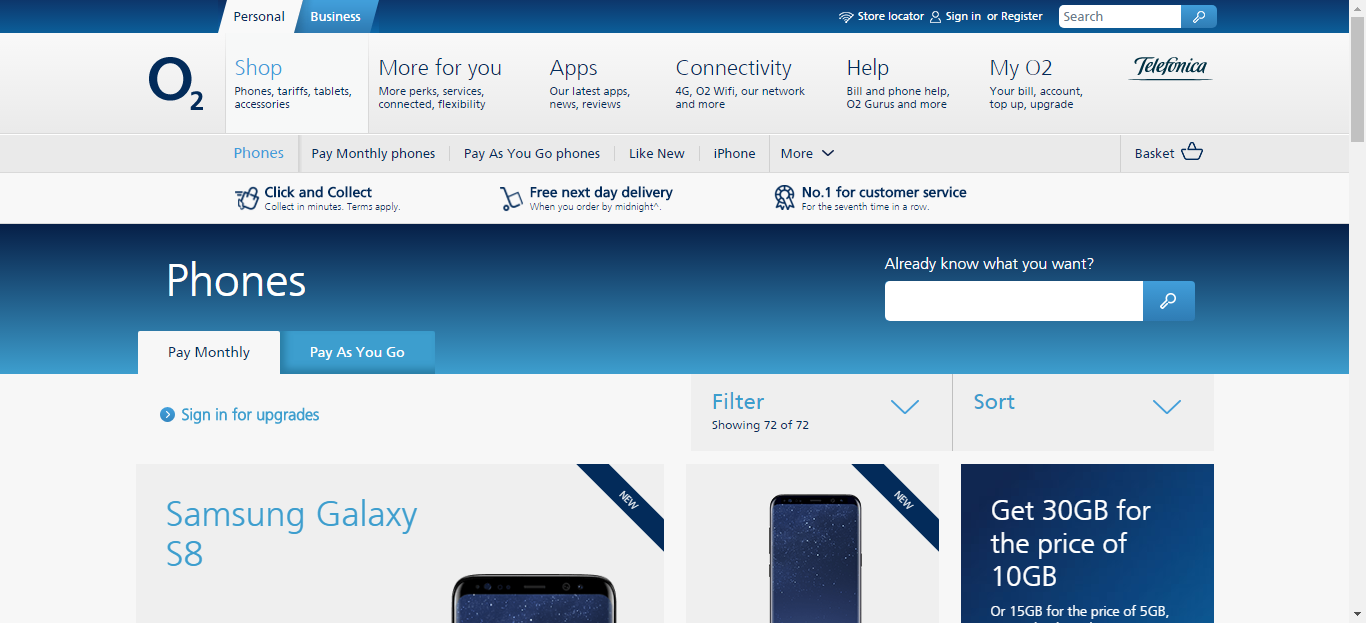 Personal
Business
Store locator
Sign in or Register
Search
O2
Shop
Phones, tariffs, tablets,
accessories
More for you
More perks, services,
connected, flexibility
Apps
Our latest apps,
news, reviews
Connectivity
4G, O2 Wifi, our network
and more
Help
Bill and phone help,
O2 Gurus and more
My O2
Your bill, account,
top up, upgrade
Telefónica
Phones
Pay Monthly phones
Pay As You Go phones
Like New
iPhone
More
Basket
Click and Collect
Collect in minutes. Terms apply.
Free next day delivery
When you order by midnight^.
No.1 for customer service
For the seventh time in a row.
Phones
Already know what you want?
Pay Monthly
Pay As You Go
Sign in for upgrades
Filter
Showing 72 of 72
Sort
Samsung Galaxy
S8
NEW
NEW
Get 30GB for
the price of
10GB
Or 15GB for the price of 5GB,